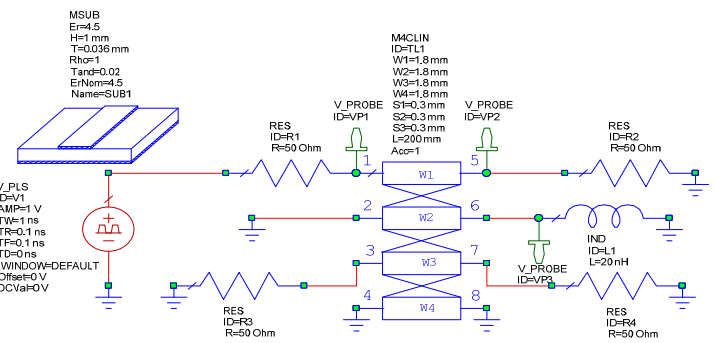 MSUB
Er=4.5
H=1 mm
T=0.036 mm
Rho=1
Tand=0.02
ErNom=4.5
Name=SUB1
M4CLIN
ID=TL1
W1=1.8 mm
W2=1.8 mm
W3=1.8 mm
W4=1.8 mm
S1=0.3 mm
S2=0.3 mm
S3=0.3 mm
L=200 mm
Acc=1
V_PROBE
ID=VP1
V_PROBE
ID=VP2
RES
ID=R1
R=50 Ohm
RES
ID=R2
R=50 Ohm
1
5
W1
2
6
W2
3
7
W3
4
8
W4
V_PLS
ID=V1
AMP=1 V
TW=1 ns
TR=0.1 ns
TF=0.1 ns
TD=0 ns
WINDOW=DEFAULT
Offset=0 V
DCVal=0 V
IND
ID=L1
L=20 nH
V_PROBE
ID=VP3
RES
ID=R3
R=50 Ohm
RES
ID=R4
R=50 Ohm